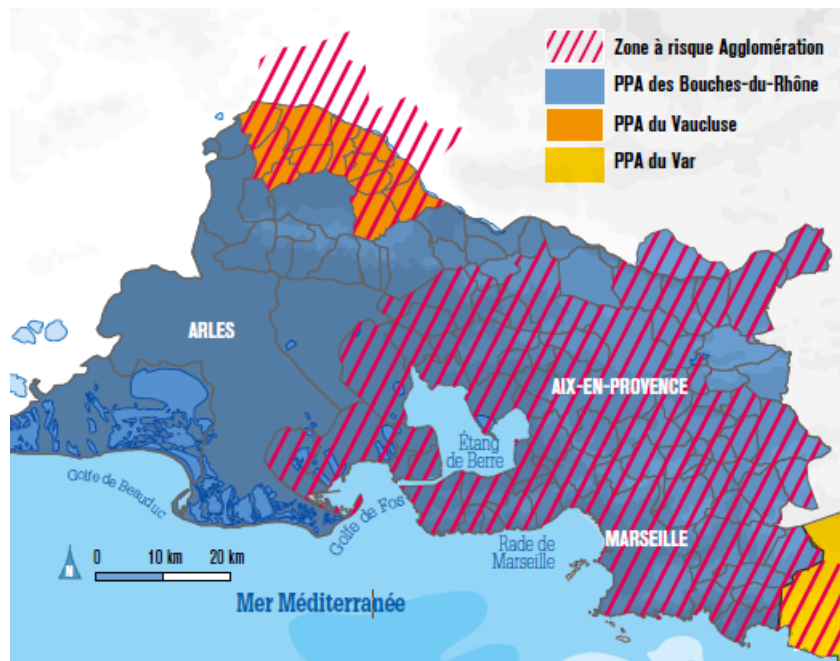 Zone à risque Agglomération
PPA des Bouches-du-Rhône
PPA du Vaucluse
PPA du Var
ARLES
AIX-EN-PROVENCE
Étang
de Berre
Golfe de Beauduc
Golfe de Fos
Rade de
Marseille
MARSEILLE
N
0 10 km 20 km
Mer Méditerranée